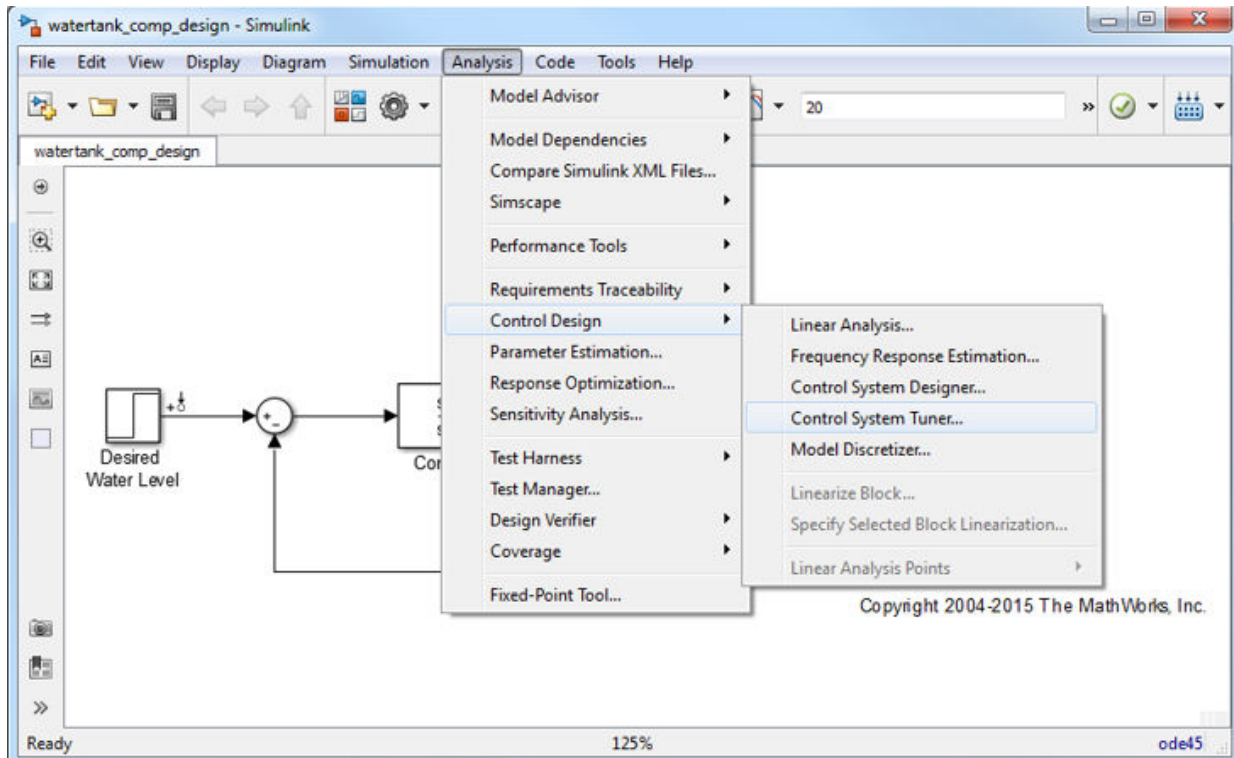 watertank_comp_design - Simulink
File Edit View Display Diagram Simulation Analysis Code Tools Help
20
»
watertank_comp_design
Model Advisor
Model Dependencies
Compare Simulink XML Files...
Simscape
Performance Tools
Requirements Traceability
Control Design
Parameter Estimation...
Response Optimization...
Sensitivity Analysis...
Test Harness
Test Manager...
Design Verifier
Coverage
Fixed-Point Tool...
Linear Analysis...
Frequency Response Estimation...
Control System Designer...
Control System Tuner...
Model Discretizer...
Linearize Block...
Specify Selected Block Linearization...
Linear Analysis Points
Desired
Water Level
Con
Copyright 2004-2015 The MathWorks, Inc.
»
Ready 125% ode45